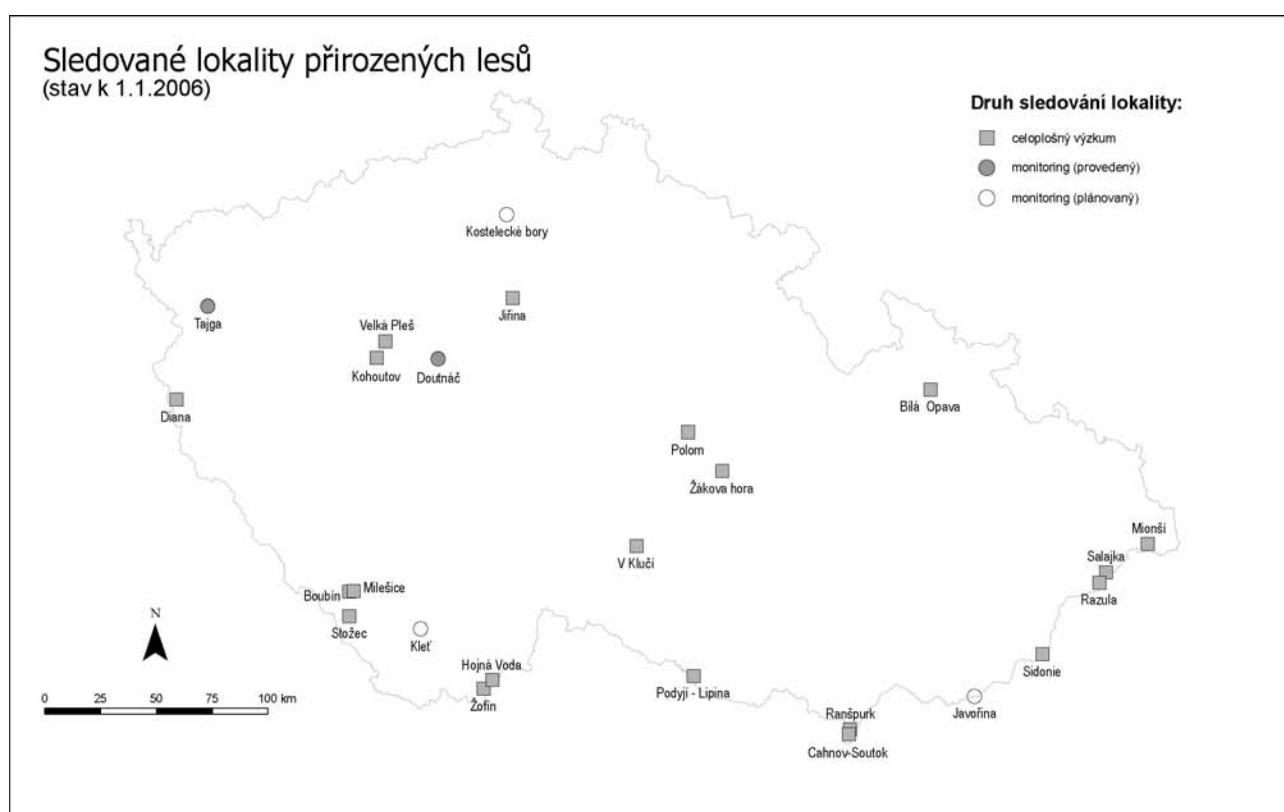 Sledované lokality přirozených lesů
(stav k 1.1.2006)
Druh sledování lokality:
celoplošný výzkum
monitoring (provedený)
monitoring (plánovaný)
Kostelecké bory
Tajga
Jiřina
Velká Pleš
Kohoutov
Doutnáč
Diana
Bílá Opava
Polom
Žákova hora
V Klučí
Mionší
Salajka
Razula
Boubín
Milešice
Stožec
Kleť
Hojná Voda
Žofín
Podyjí - Lipina
Sidonie
Javořina
Ranšpurk
Cahnov-Soutok
N
0 25 50 75 100 km